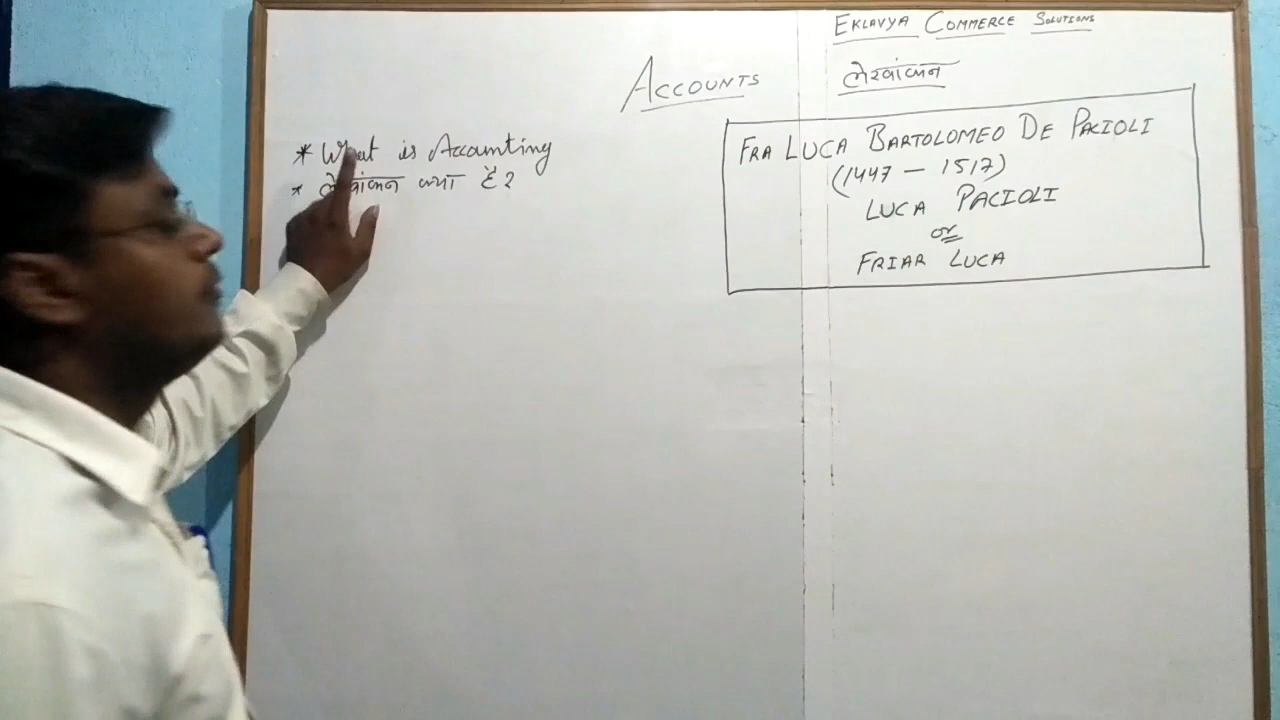 EKLAVYA COMMERCE SOLUTIONS
ACCOUNTS लेखांकन
* What is Accounting
* लेखांकन क्या है?
FRA LUCA BARTOLOMEO DE PACIOLI
(1447 - 1517)
LUCA PACIOLI
or
FRIAR LUCA